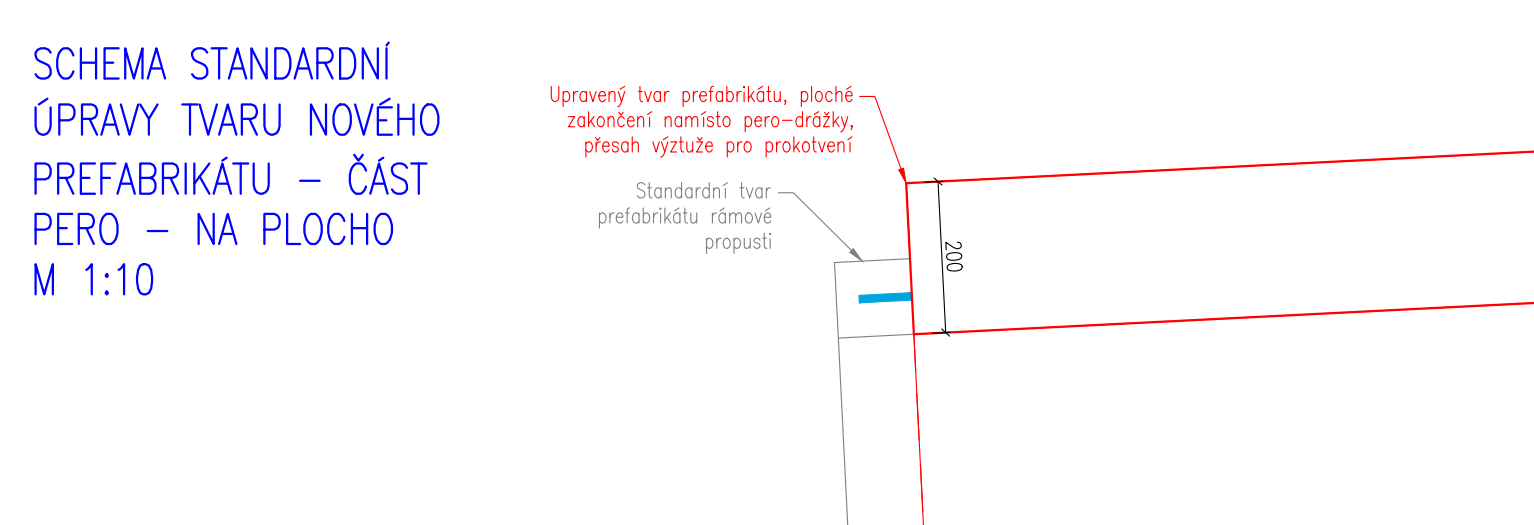 SCHEMA STANDARDNÍ
ÚPRAVY TVARU NOVÉHO
PREFABRIKÁTU – ČÁST
PERO – NA PLOCHO
M 1:10
Upravený tvar prefabrikátu, ploché
zakončení namísto pero-drážky,
přesah výztuže pro prokotvení
Standardní tvar
prefabrikátu rámové
propusti
200